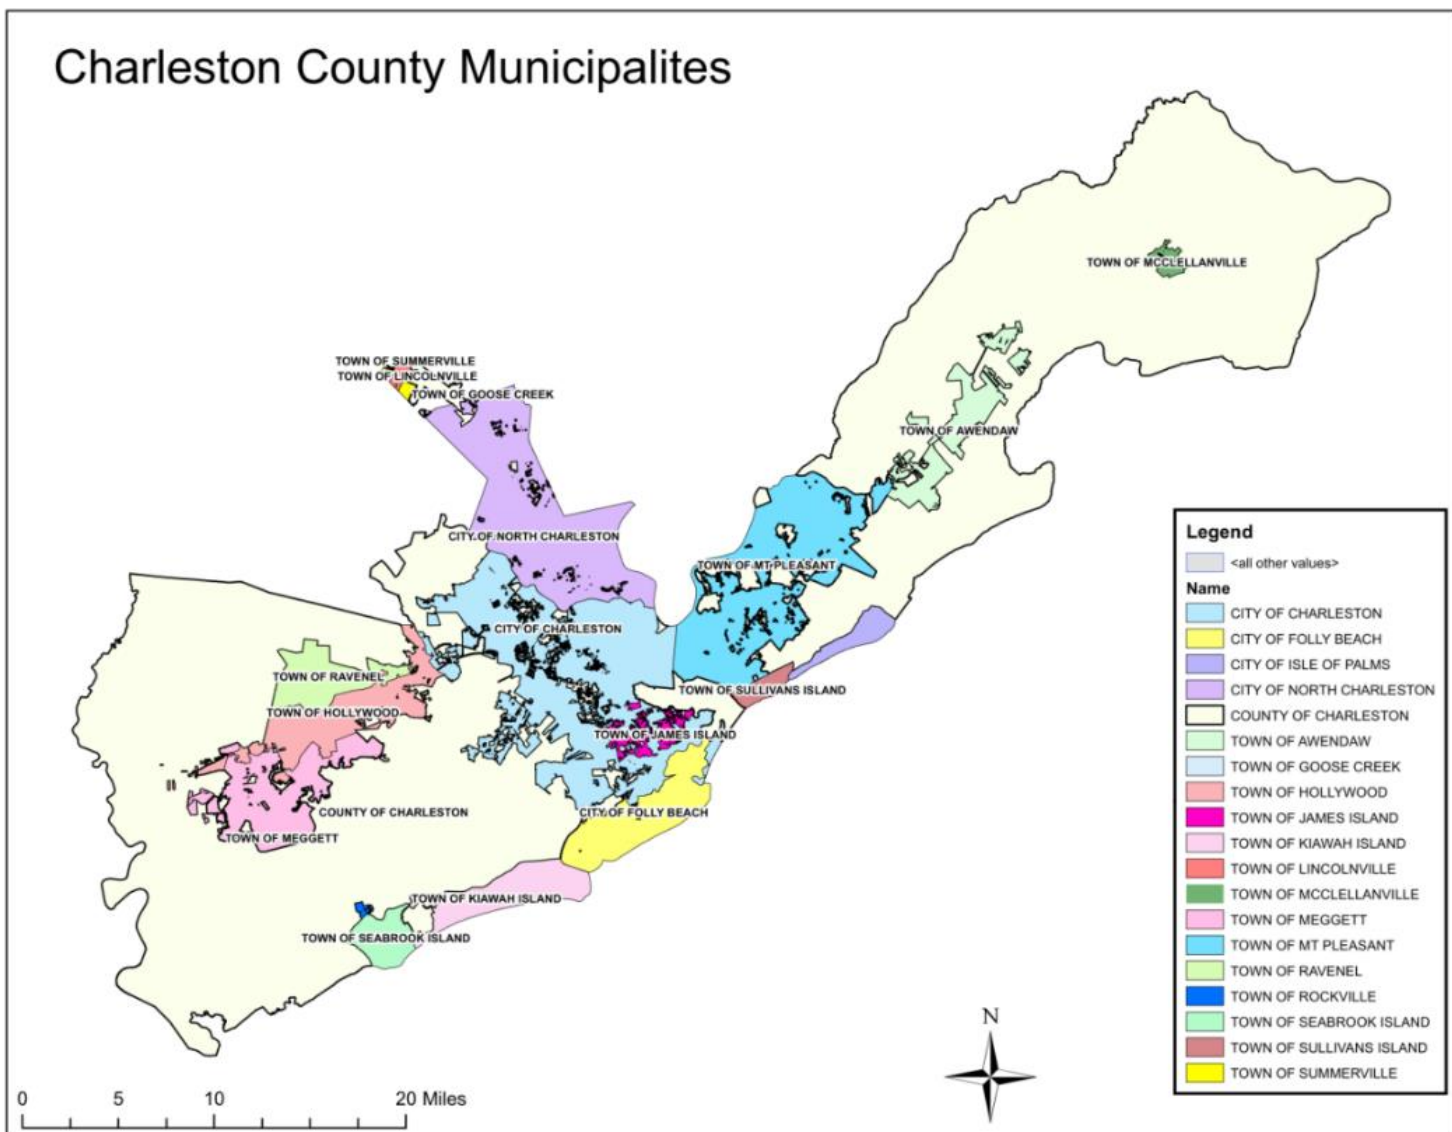 Charleston County Municipalites
TOWN OF MCCLELLANVILLE
TOWN OF SUMMERVILLE
TOWN OF LINCOLNVILLE
TOWN OF GOOSE CREEK
TOWN OF AWENDAW
CITY OF NORTH CHARLESTON
TOWN OF MT PLEASANT
CITY OF CHARLESTON
TOWN OF RAVENEL
TOWN OF SULLIVANS ISLAND
TOWN OF HOLLYWOOD
TOWN OF JAMES ISLAND
COUNTY OF CHARLESTON
CITY OF FOLLY BEACH
TOWN OF MEGGETT
TOWN OF KIAWAH ISLAND
TOWN OF SEABROOK ISLAND
Legend
<all other values>
Name
CITY OF CHARLESTON
CITY OF FOLLY BEACH
CITY OF ISLE OF PALMS
CITY OF NORTH CHARLESTON
COUNTY OF CHARLESTON
TOWN OF AWENDAW
TOWN OF GOOSE CREEK
TOWN OF HOLLYWOOD
TOWN OF JAMES ISLAND
TOWN OF KIAWAH ISLAND
TOWN OF LINCOLNVILLE
TOWN OF MCCLELLANVILLE
TOWN OF MEGGETT
TOWN OF MT PLEASANT
TOWN OF RAVENEL
TOWN OF ROCKVILLE
TOWN OF SEABROOK ISLAND
TOWN OF SULLIVANS ISLAND
TOWN OF SUMMERVILLE
N
0 5 10 20 Miles